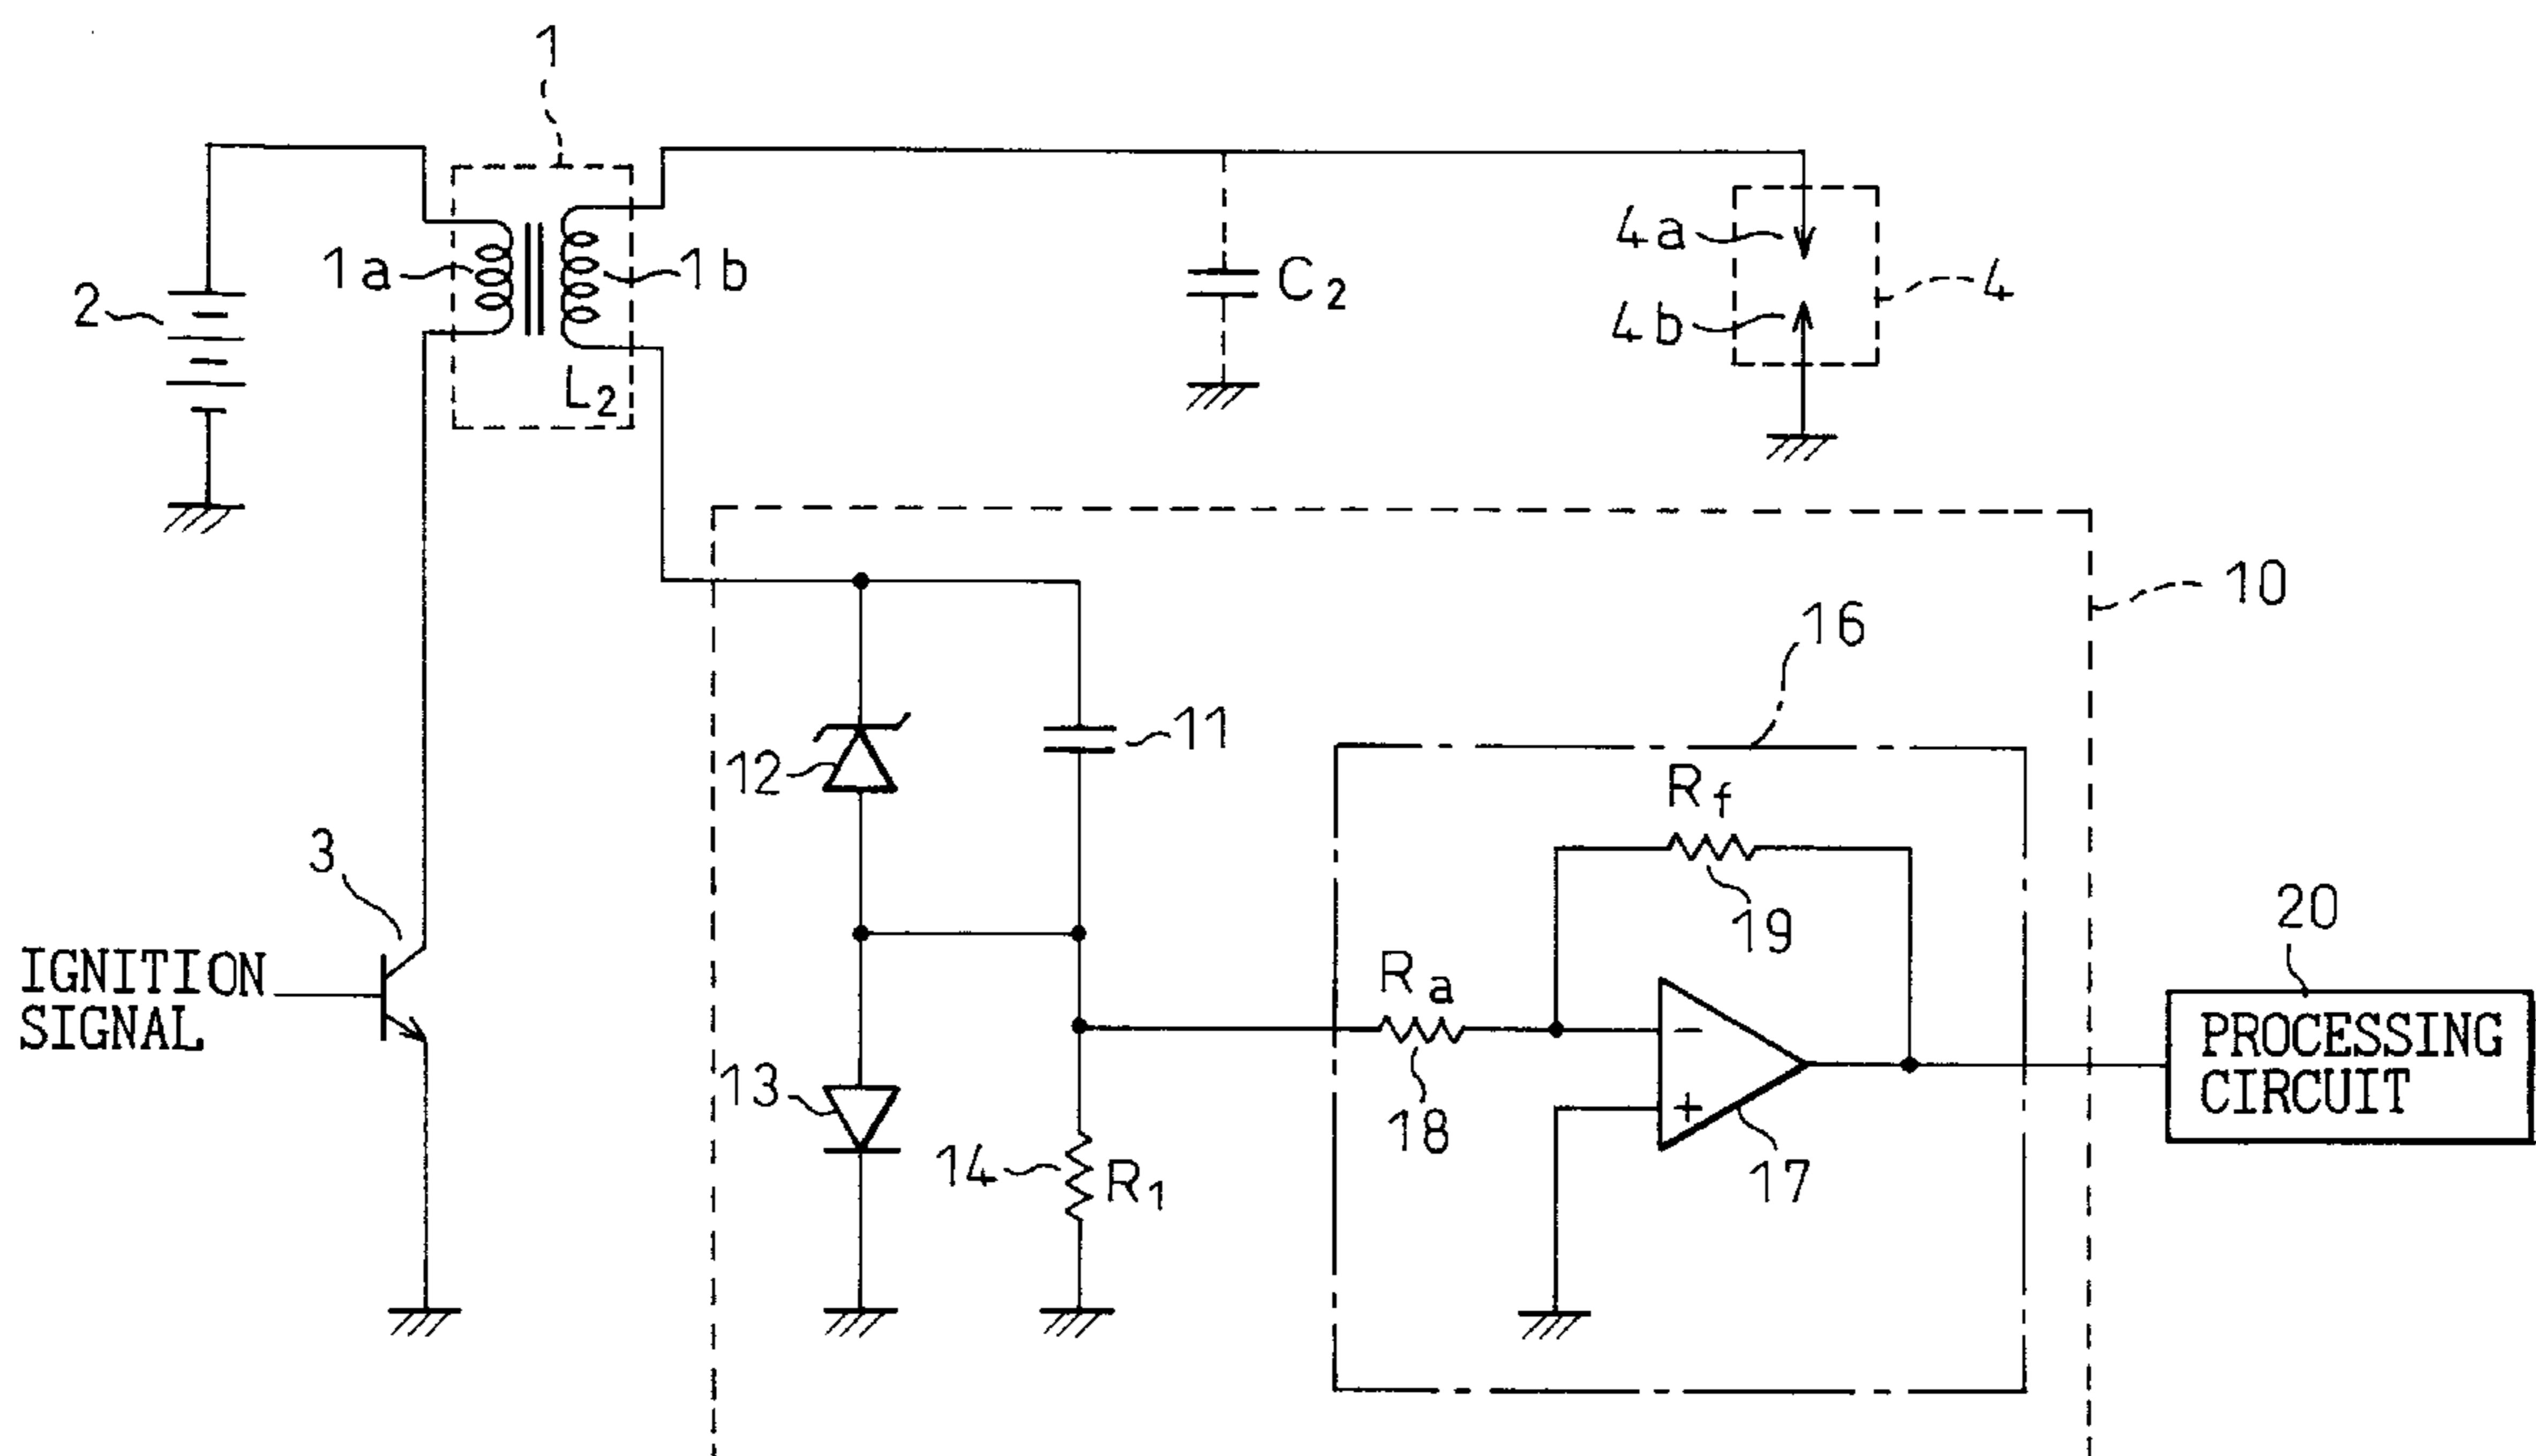 1
1a
1b
L2
2
C2
4a
4b
4
10
16
12
11
Rf
19
3
IGNITION
SIGNAL
Ra
18
13
14
R1
17
20
PROCESSING
CIRCUIT